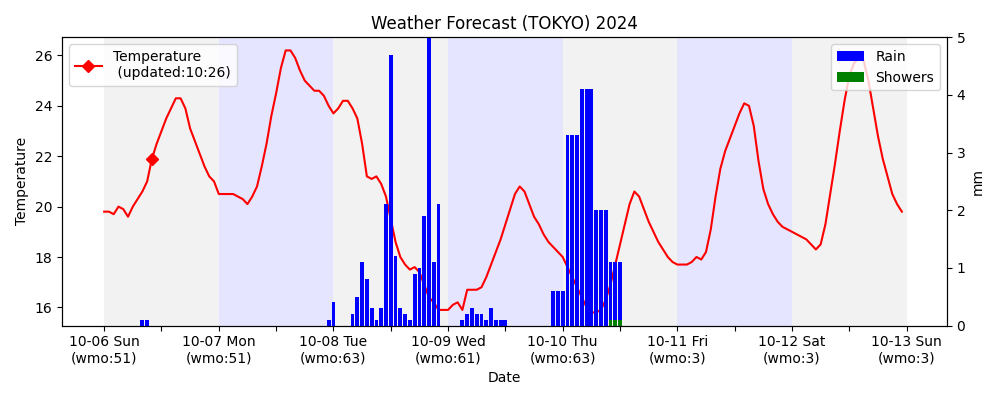 Weather Forecast (TOKYO) 2024
Temperature
(updated:10:26)
Rain
Showers
26
24
22
20
18
16
Temperature
5
4
3
2
1
0
mm
10-06 Sun
(wmo:51)
10-07 Mon
(wmo:51)
10-08 Tue
(wmo:63)
10-09 Wed
(wmo:61)
10-10 Thu
(wmo:63)
10-11 Fri
(wmo:3)
10-12 Sat
(wmo:3)
10-13 Sun
(wmo:3)
Date